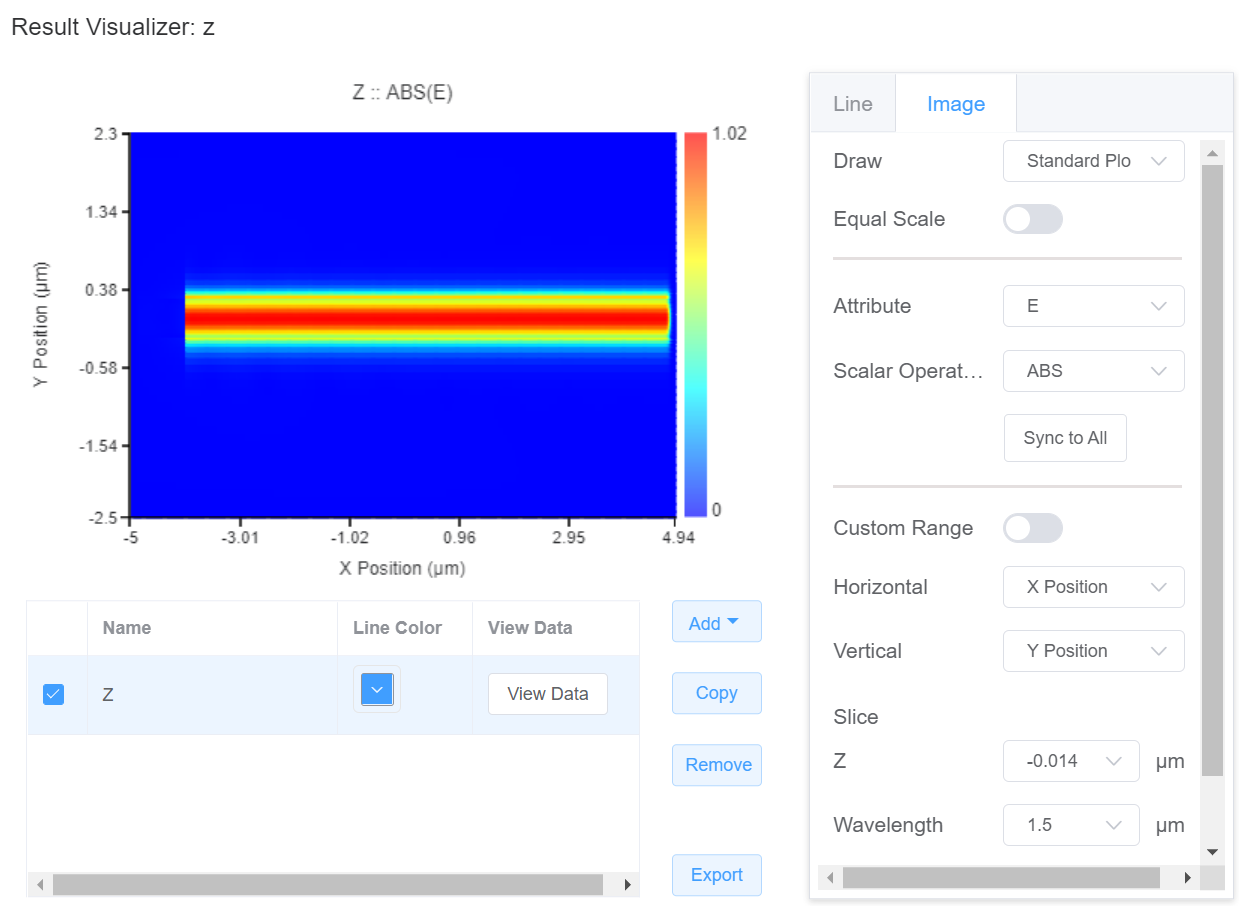 Result Visualizer: z
Z :: ABS(E)
2.3
1.34
0.38
-0.58
-1.54
-2.5
Y Position (µm)
-5 -3.01 -1.02 0.96 2.95 4.94
X Position (µm)
1.02
0
Name Line Color View Data
Z View Data
Add
Copy
Remove
Export
Line Image
Draw Standard Plo
Equal Scale
Attribute E
Scalar Operat... ABS
Sync to All
Custom Range
Horizontal X Position
Vertical Y Position
Slice
Z -0.014 µm
Wavelength 1.5 µm